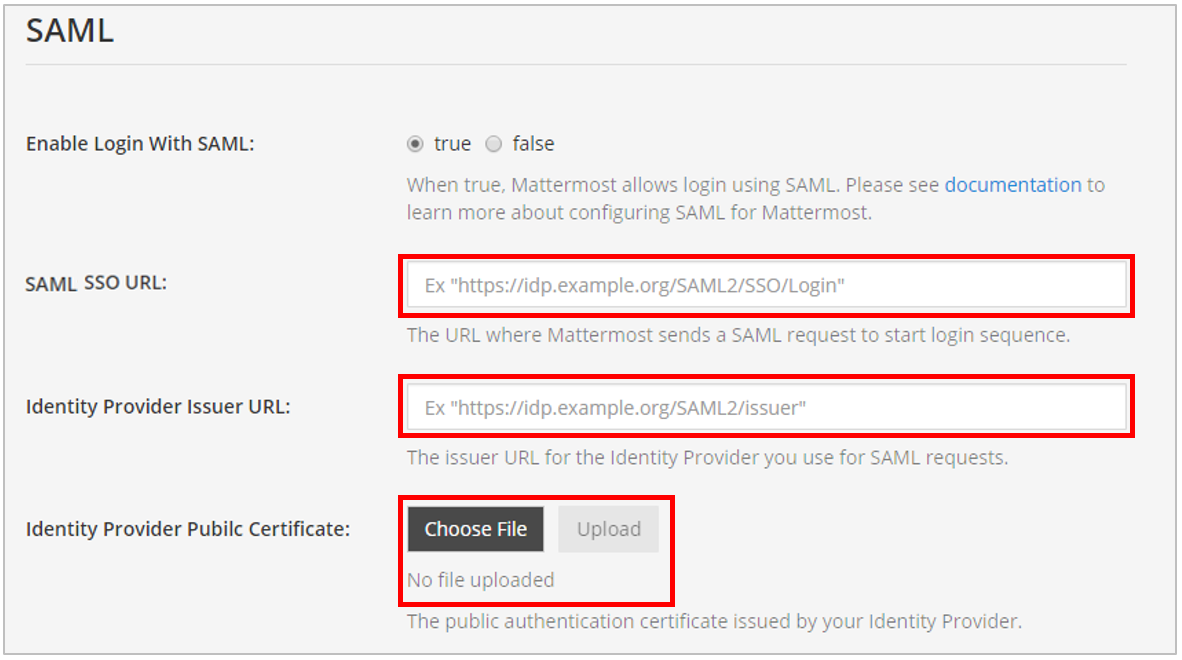 SAML
Enable Login With SAML:
true false
When true, Mattermost allows login using SAML. Please see documentation to
learn more about configuring SAML for Mattermost.
SAML SSO URL:
Ex "https://idp.example.org/SAML2/SSO/Login"
The URL where Mattermost sends a SAML request to start login sequence.
Identity Provider Issuer URL:
Ex "https://idp.example.org/SAML2/issuer"
The issuer URL for the Identity Provider you use for SAML requests.
Identity Provider Pubilc Certificate:
Choose File Upload
No file uploaded
The public authentication certificate issued by your Identity Provider.